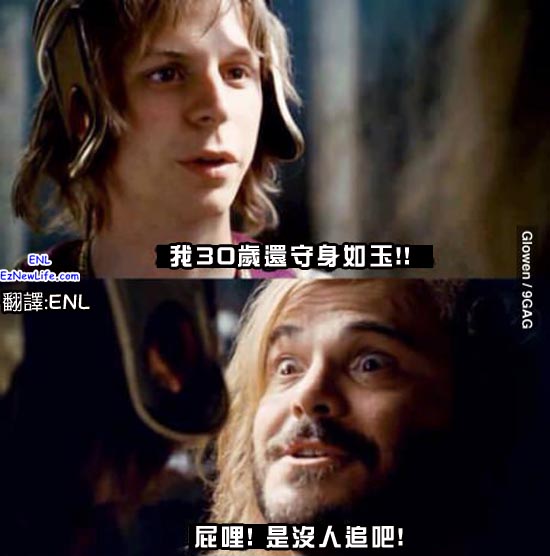 我30歲還守身如玉!!
ENL
EzNewLife.com
翻譯:ENL
Glowen / 9GAG
屁哩! 是沒人追吧!